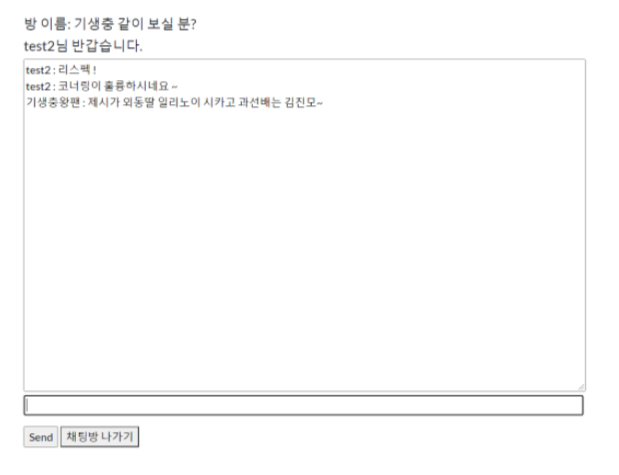 방 이름: 기생충 같이 보실 분?
test2님 반갑습니다.
test2 : 리스펙 !
test2 : 코너링이 훌륭하시네요 ~
기생충왕팬 : 제시가 외동딸 일리노이 시카고 과선배는 김진모~
Send 채팅방 나가기